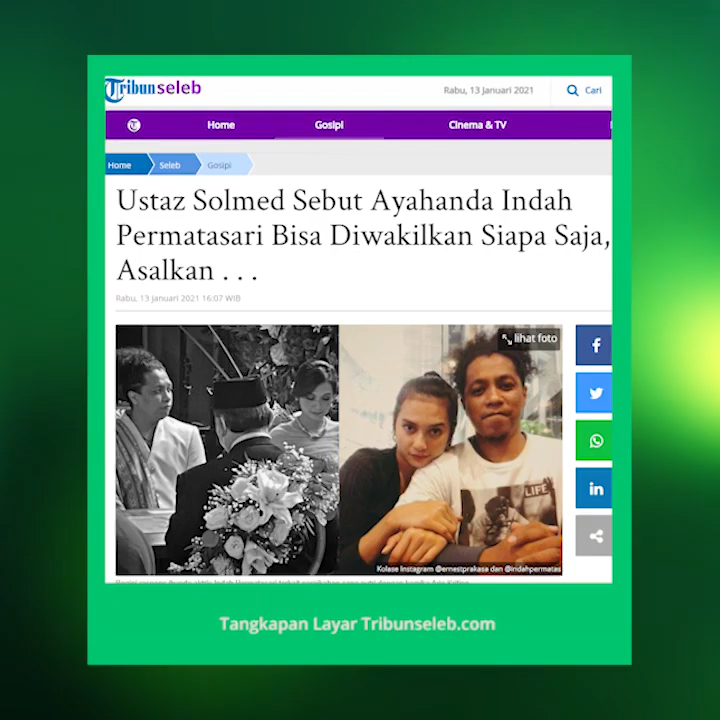 Tribunseleb
Rabu, 13 Januari 2021
Cari
Home
Gosipi
Cinema & TV
Home
Seleb
Gosipi
Ustaz Solmed Sebut Ayahanda Indah
Permatasari Bisa Diwakilkan Siapa Saja,
Asalkan . . .
Rabu, 13 Januari 2021 16:07 WIB
lihat foto
LIFE
Kolase Instagram @ernestprakasa dan @indahpermatas
Tangkapan Layar Tribunseleb.com